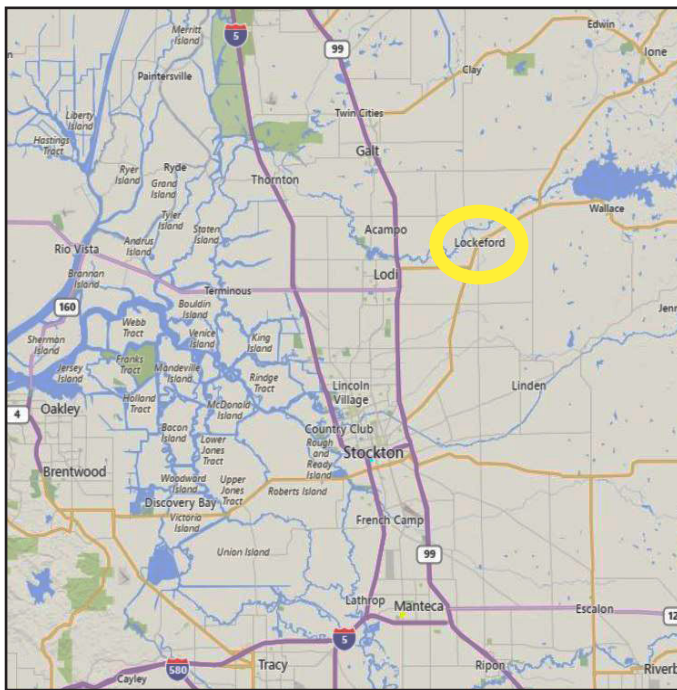 Merritt
Island
5
99
Edwin
Ione
Clay
Paintersville
Twin Cities
Liberty
Island
Hastings
Tract
Galt
Ryer
Island
Ryde
Grand
Island
Thornton
Wallace
Tyler
Island
Staten
Island
Acampo
Lockeford
Andrus
Island
Rio Vista
Lodi
Brannan
Island
Terminous
160
Bouldin
Island
Jenn
Webb
Tract
Venice
Island
King
Island
Sherman
Island
Franks
Tract
Jersey
Island
Mandeville
Island
Rindge
Tract
Lincoln
Village
Linden
Holland
Tract
McDonald
Island
4
Oakley
Bacon
Island
Country Club
Lower
Jones
Tract
Rough
and
Ready
Island
Stockton
Brentwood
Woodward
Island
Upper
Jones
Tract
Roberts Island
Discovery Bay
Victoria
Island
French Camp
Union Island
99
Lathrop
Manteca
Escalon
12
5
580
Tracy
Ripon
Riverb
Cayley